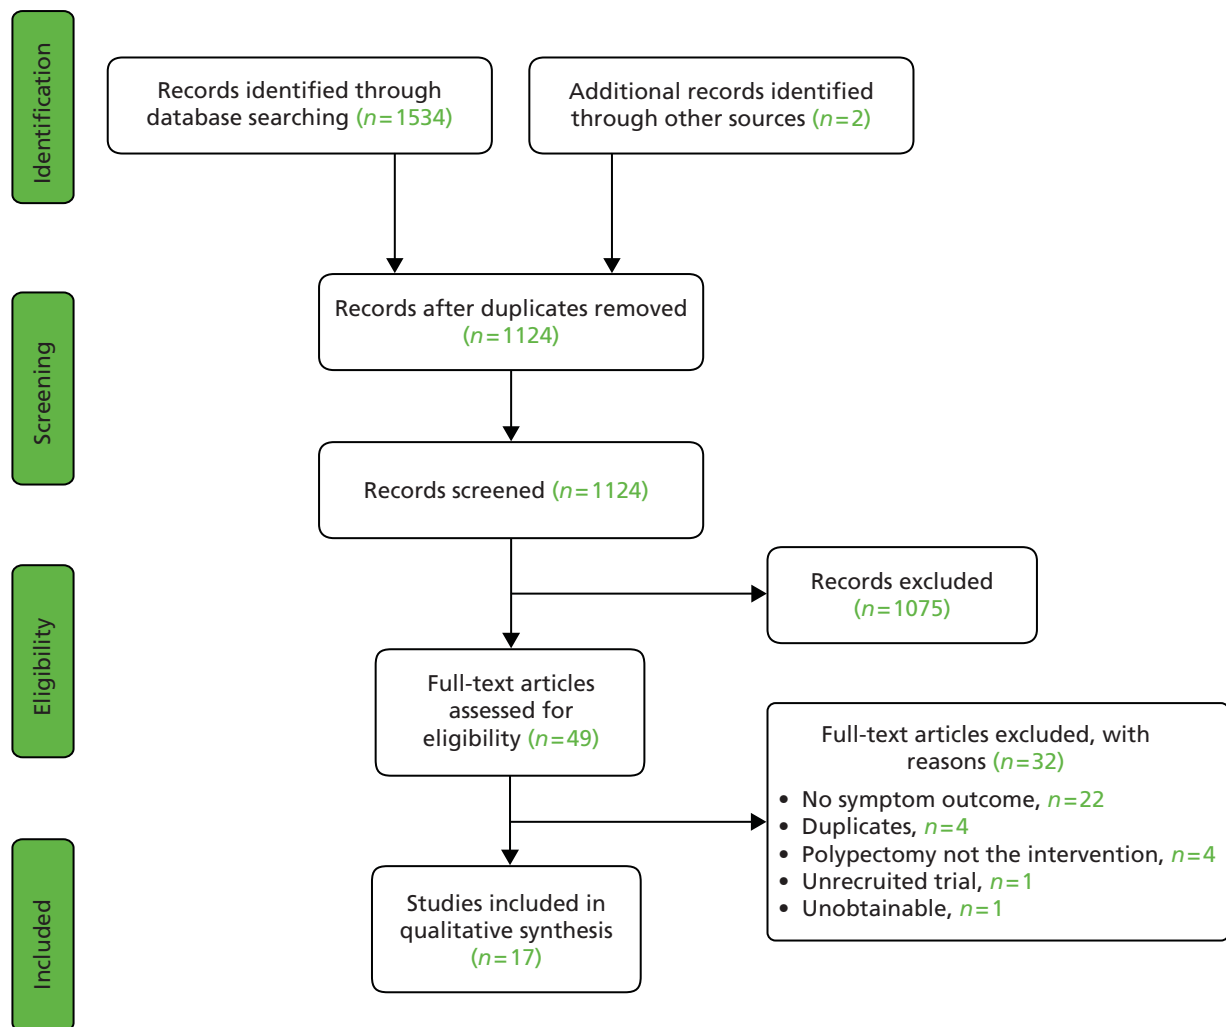 Identification
Records identified through
database searching (n=1534)
Additional records identified
through other sources (n=2)
Screening
Records after duplicates removed
(n=1124)
Records screened (n=1124)
Eligibility
Records excluded
(n=1075)
Full-text articles
assessed for
eligibility (n=49)
Full-text articles excluded, with
reasons (n=32)
• No symptom outcome, n=22
• Duplicates, n=4
• Polypectomy not the intervention, n=4
• Unrecruited trial, n=1
• Unobtainable, n=1
Included
Studies included in
qualitative synthesis
(n=17)